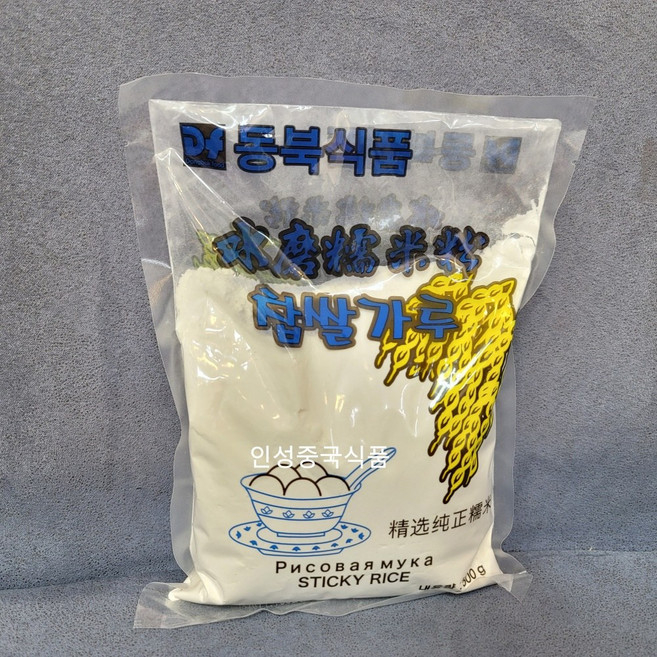 동북식품
水磨糯米粉
찹쌀가루
인성중국식품
精选纯正糯米
Рисовая мука
STICKY RICE